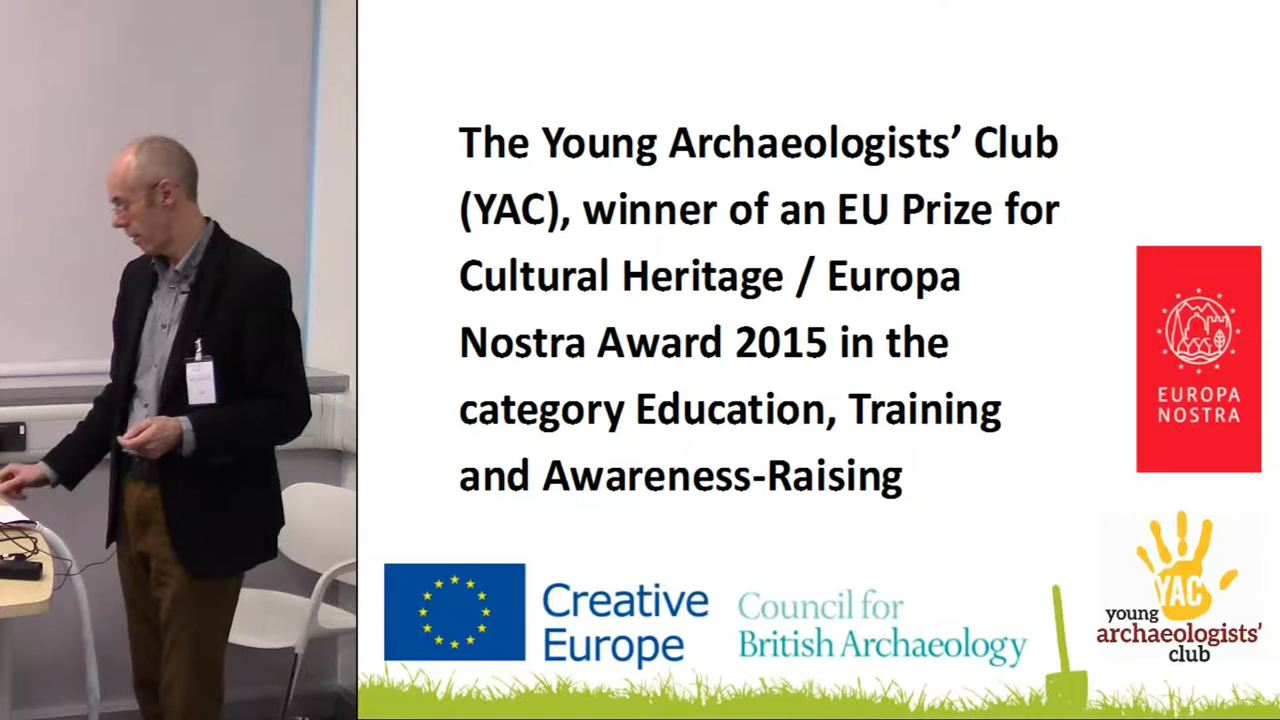 The Young Archaeologists’ Club
(YAC), winner of an EU Prize for
Cultural Heritage / Europa
Nostra Award 2015 in the
category Education, Training
and Awareness-Raising
EUROPA
NOSTRA
Creative
Europe
Council for
British Archaeology
YAC
young
archaeologists’
club